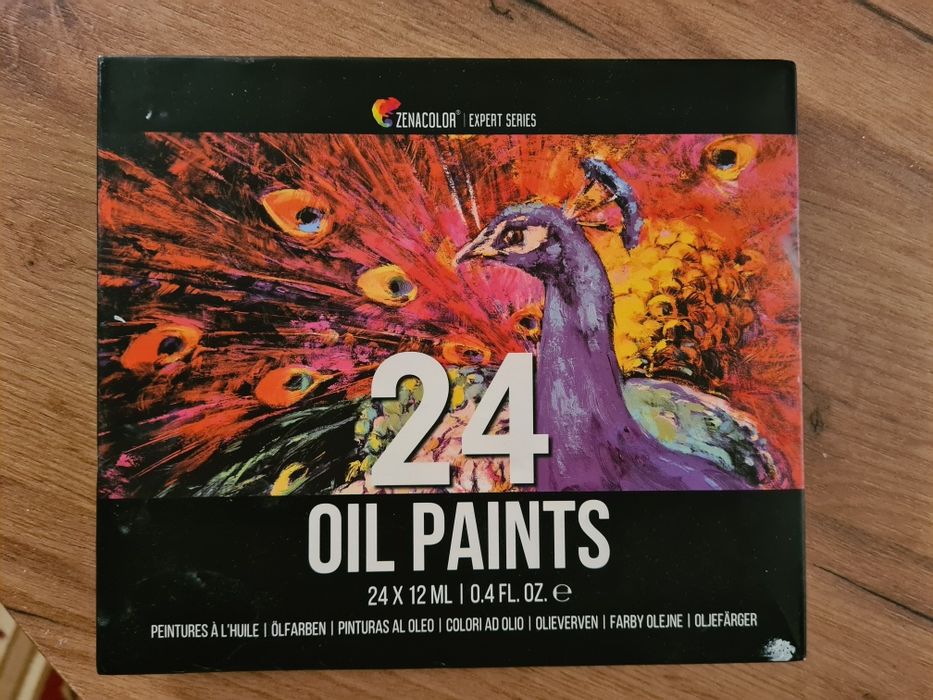 ZENACOLOR® | EXPERT SERIES
24
OIL PAINTS
24 X 12 ML | 0.4 FL. OZ. ℮
PEINTURES À L'HUILE | ÖLFARBEN | PINTURAS AL OLEO | COLORI AD OLIO | OLIEVERVEN | FARBY OLEJNE | OLJEFÄRGER